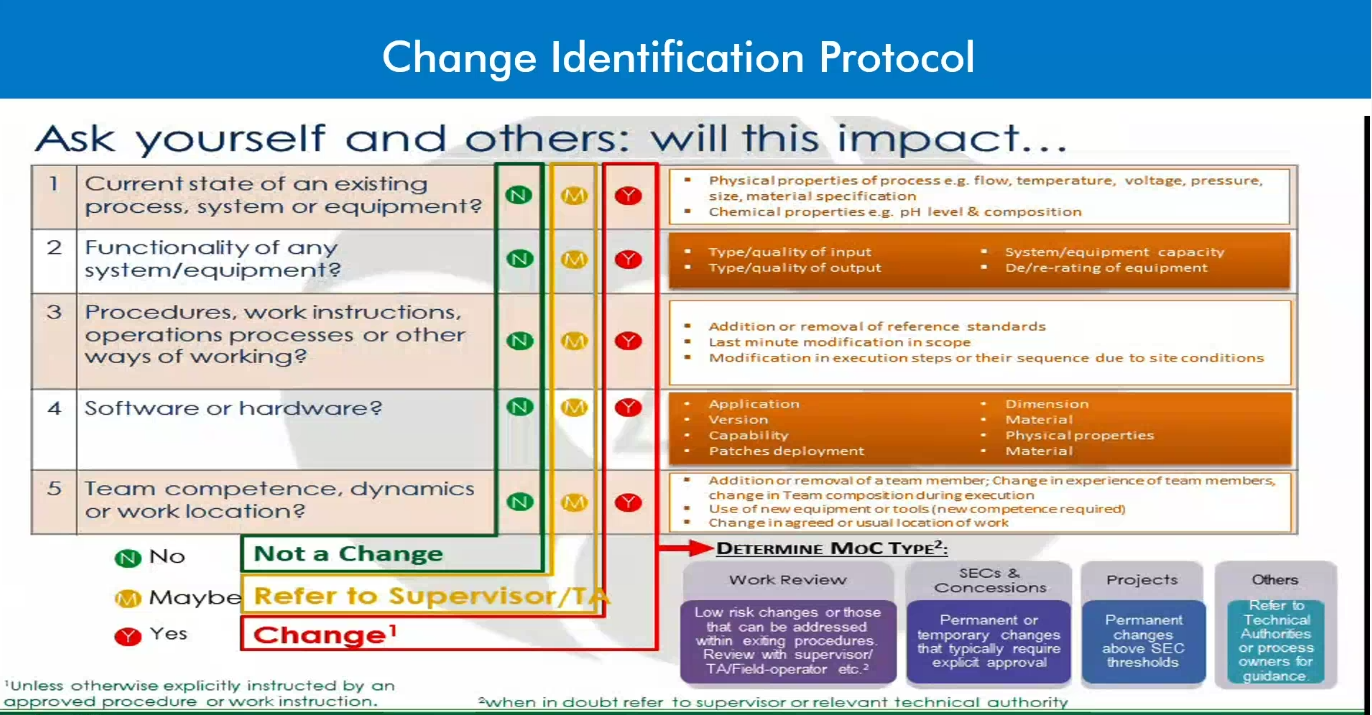 Change Identification Protocol
Ask yourself and others: will this impact...
1 Current state of an existing process, system or equipment? N M Y
▪ Physical properties of process e.g. flow, temperature, voltage, pressure,
size, material specification
▪ Chemical properties e.g. pH level & composition
2 Functionality of any system/equipment? N M Y
▪ Type/quality of input ▪ System/equipment capacity
▪ Type/quality of output ▪ De/re-rating of equipment
3 Procedures, work instructions,
operations processes or other
ways of working? N M Y
▪ Addition or removal of reference standards
▪ Last minute modification in scope
▪ Modification in execution steps or their sequence due to site conditions
4 Software or hardware? N M Y
▪ Application ▪ Dimension
▪ Version ▪ Material
▪ Capability ▪ Physical properties
▪ Patches deployment ▪ Material
5 Team competence, dynamics
or work location? N M Y
▪ Addition or removal of a team member; Change in experience of team members,
change in Team composition during execution
▪ Use of new equipment or tools (new competence required)
▪ Change in agreed or usual location of work
N No Not a Change
M Maybe Refer to Supervisor/TA
Y Yes Change¹
DETERMINE MOC TYPE²:
Work Review
Low risk changes or those
that can be addressed
within exiting procedures.
Review with supervisor/
TA/Field-operator etc.²
SECs &
Concessions
Permanent or
temporary changes
that typically require
explicit approval
Projects
Permanent
changes
above SEC
thresholds
Others
Refer to
Technical
Authorities
or process
owners for
guidance.
¹Unless otherwise explicitly instructed by an
approved procedure or work instruction.
²when in doubt refer to supervisor or relevant technical authority